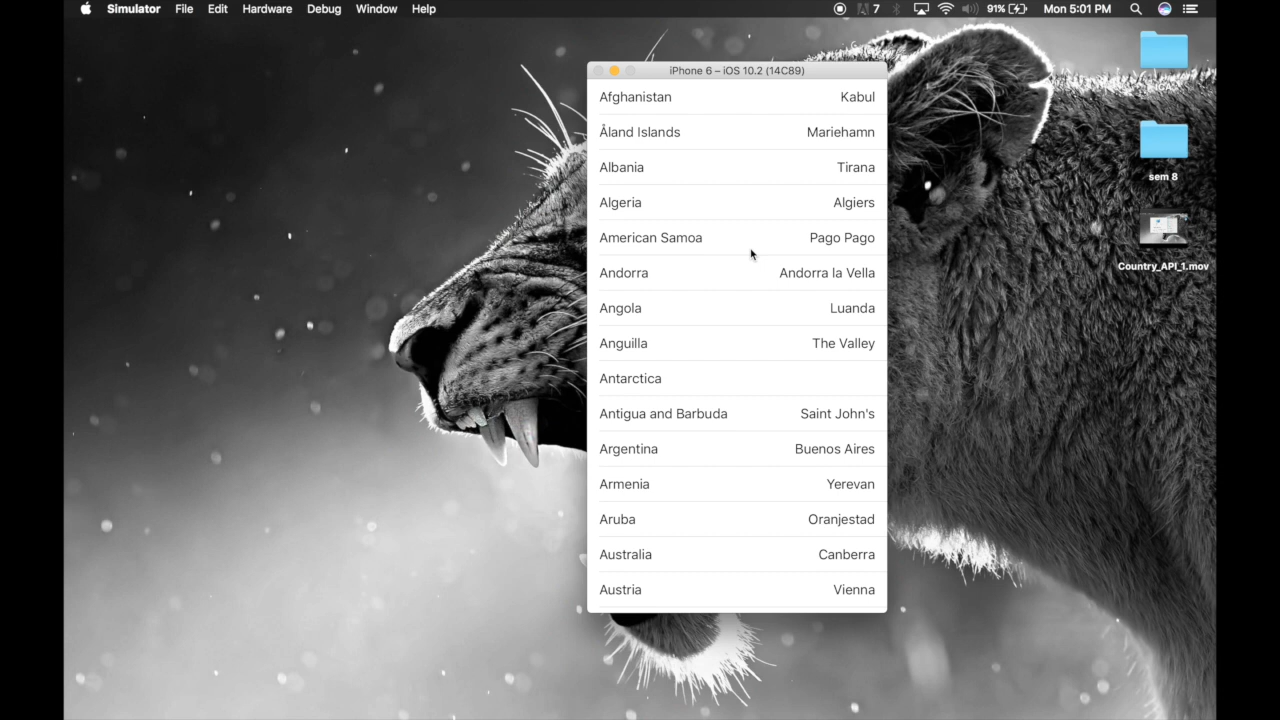 Simulator File Edit Hardware Debug Window Help 7 91% Mon 5:01 PM
iPhone 6 – iOS 10.2 (14C89)
Afghanistan Kabul
Åland Islands Mariehamn
Albania Tirana
Algeria Algiers
American Samoa Pago Pago
Andorra Andorra la Vella
Angola Luanda
Anguilla The Valley
Antarctica
Antigua and Barbuda Saint John's
Argentina Buenos Aires
Armenia Yerevan
Aruba Oranjestad
Australia Canberra
Austria Vienna
sem 8
Country_API_1.mov